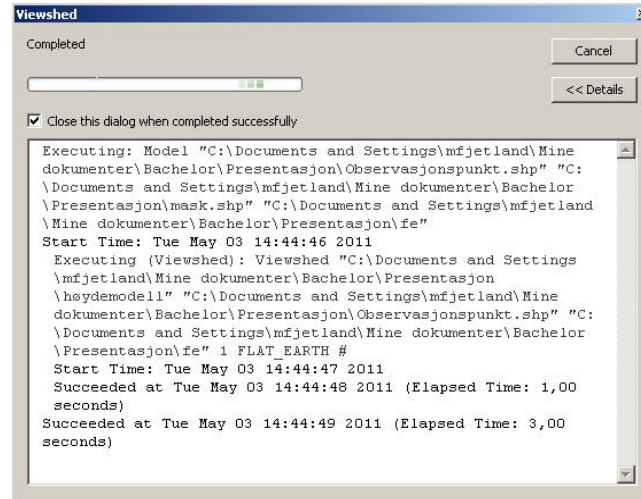 Viewshed
Completed
Cancel
<< Details
Close this dialog when completed successfully
Executing: Model "C:\Documents and Settings\mfjetland\Mine
dokumenter\Bachelor\Presentasjon\Observasjonspunkt.shp" "C:
\Documents and Settings\mfjetland\Mine dokumenter\Bachelor
\Presentasjon\mask.shp" "C:\Documents and Settings\mfjetland
\Mine dokumenter\Bachelor\Presentasjon\fe"
Start Time: Tue May 03 14:44:46 2011
Executing (Viewshed): Viewshed "C:\Documents and Settings
\mfjetland\Mine dokumenter\Bachelor\Presentasjon
\høydemodell" "C:\Documents and Settings\mfjetland\Mine
dokumenter\Bachelor\Presentasjon\Observasjonspunkt.shp" "C:
\Documents and Settings\mfjetland\Mine dokumenter\Bachelor
\Presentasjon\fe" 1 FLAT_EARTH #
Start Time: Tue May 03 14:44:47 2011
Succeeded at Tue May 03 14:44:48 2011 (Elapsed Time: 1,00
seconds)
Succeeded at Tue May 03 14:44:49 2011 (Elapsed Time: 3,00
seconds)